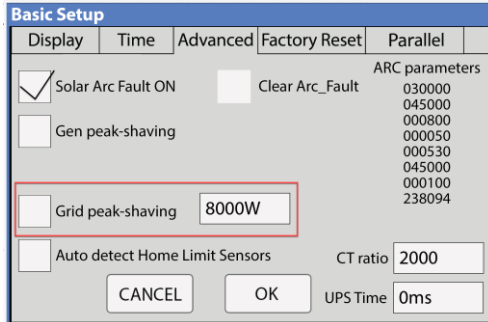 Basic Setup
Display Time Advanced Factory Reset Parallel
ARC parameters
Solar Arc Fault ON Clear Arc_Fault
030000
045000
000800
000050
000530
045000
000100
238094
Gen peak-shaving
Grid peak-shaving 8000W
Auto detect Home Limit Sensors
CT ratio 2000
CANCEL OK
UPS Time 0ms